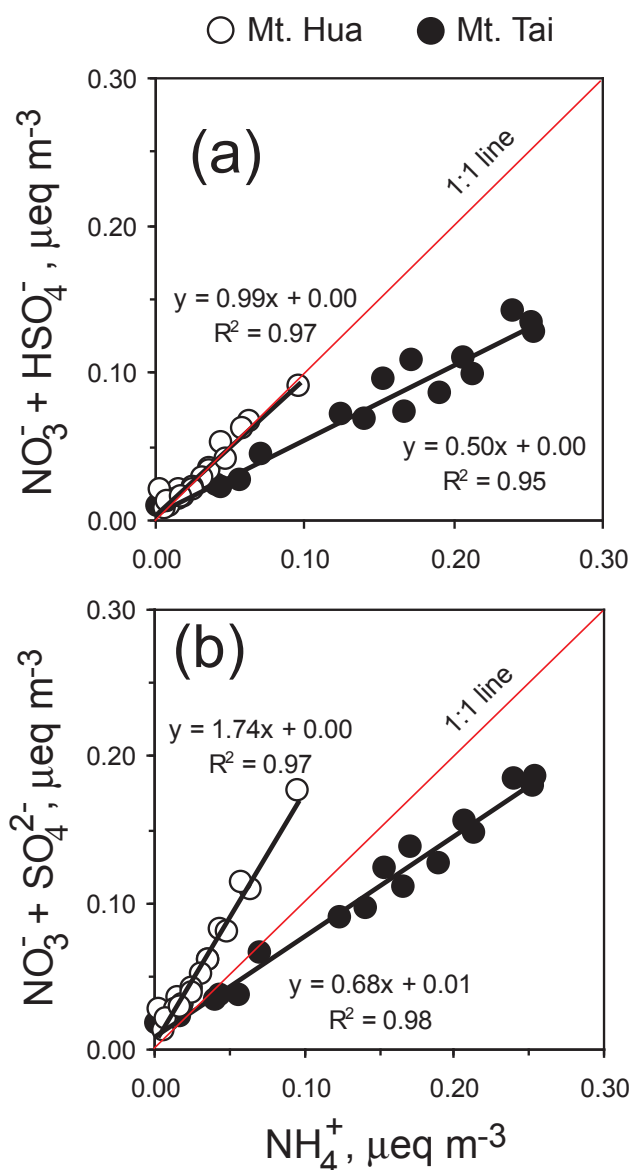 Mt. Hua Mt. Tai
0.30
(a)
1:1 line
0.20
y = 0.99x + 0.00
R² = 0.97
0.10
y = 0.50x + 0.00
R² = 0.95
0.00
0.00 0.10 0.20 0.30
NO₃⁻ + HSO₄⁻ , μeq m⁻³
0.30
(b)
1:1 line
y = 1.74x + 0.00
R² = 0.97
0.20
0.10
y = 0.68x + 0.01
R² = 0.98
0.00
0.00 0.10 0.20 0.30
NO₃⁻ + SO₄²⁻, μeq m⁻³
NH₄⁺, μeq m⁻³